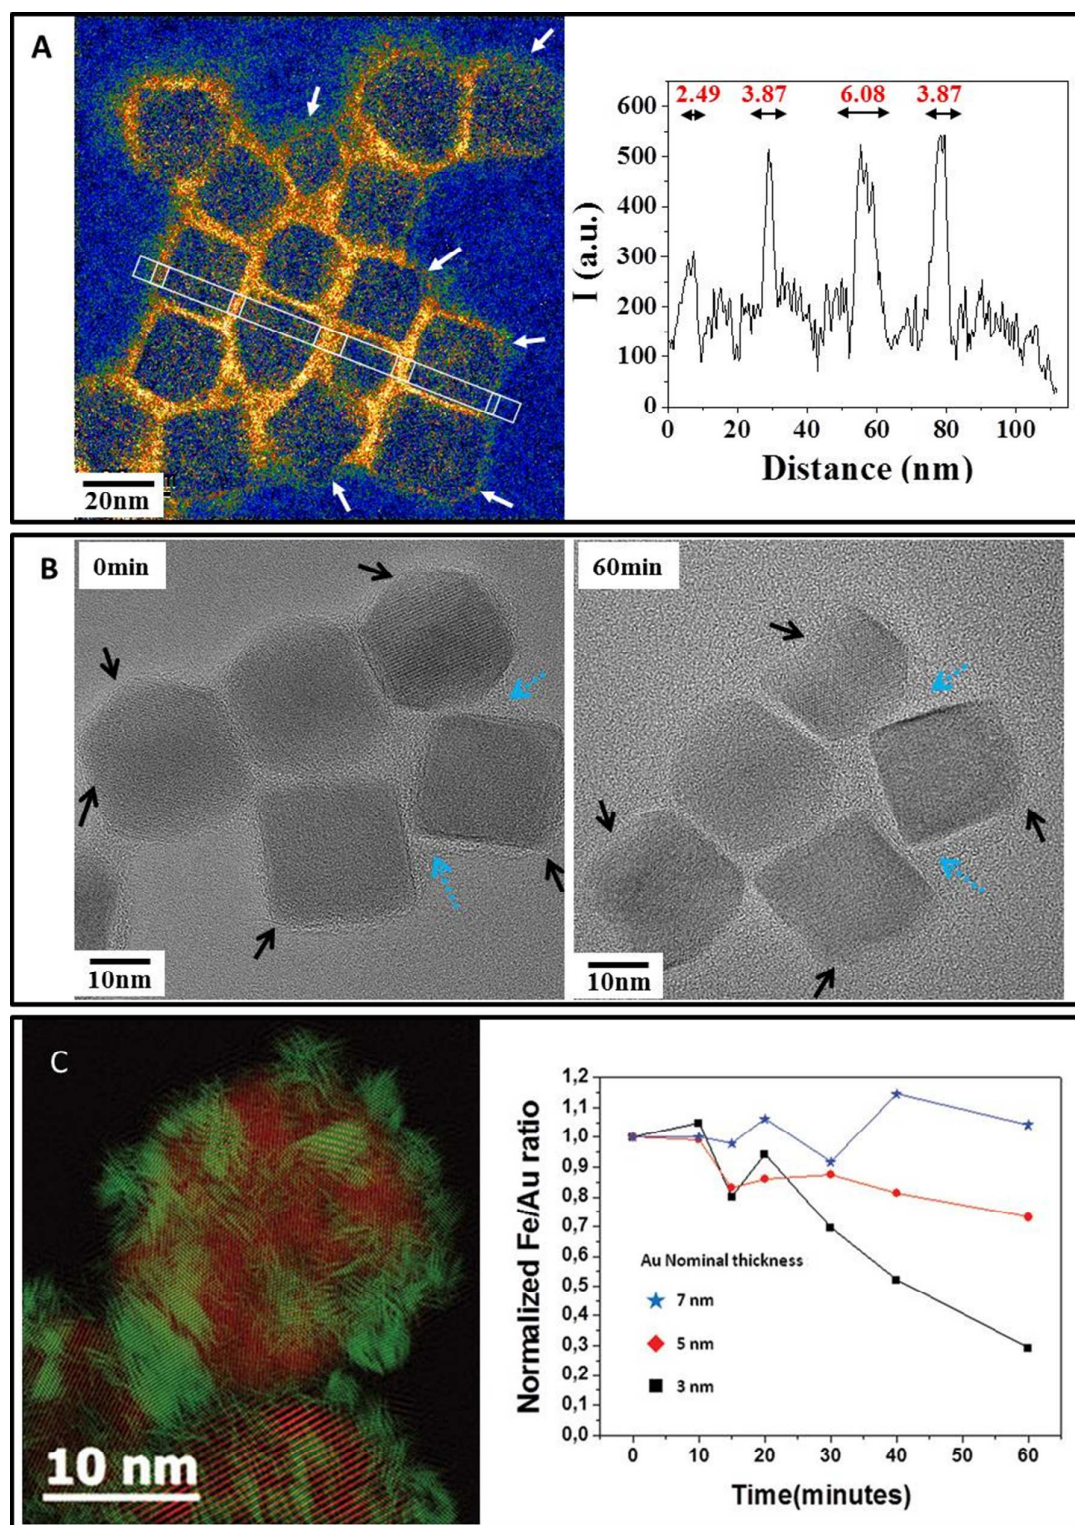 A
20nm
2.49 3.87 6.08 3.87
I (a.u.)
600
500
400
300
200
100
0
0 20 40 60 80 100
Distance (nm)
B
0min
10nm
60min
10nm
C
10 nm
Normalized Fe/Au ratio
1,2
1,1
1,0
0,9
0,8
0,7
0,6
0,5
0,4
0,3
0,2
0,1
0,0
Au Nominal thickness
7 nm
5 nm
3 nm
0 10 20 30 40 50 60
Time(minutes)